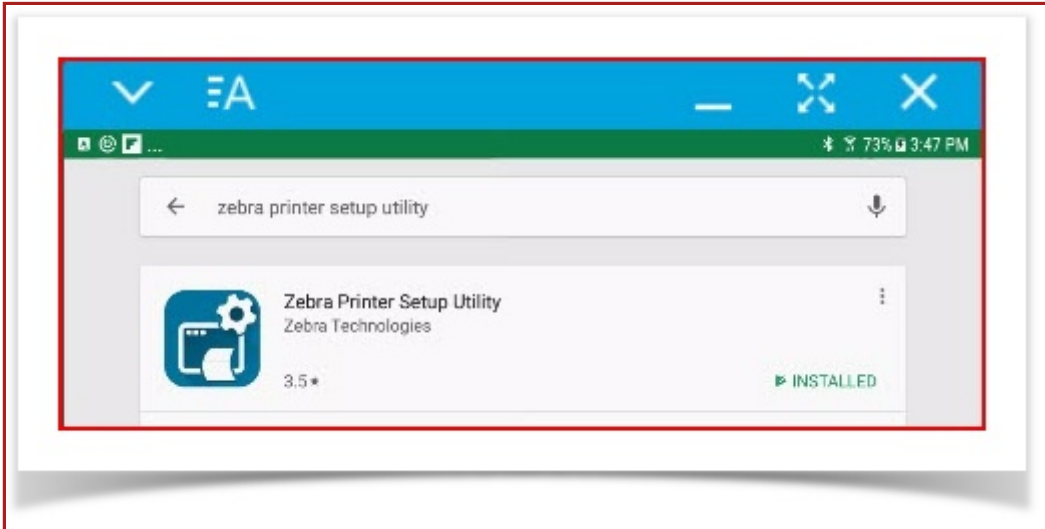 A
... 73% 3:47 PM
zebra printer setup utility
Zebra Printer Setup Utility
Zebra Technologies
3.5★
INSTALLED